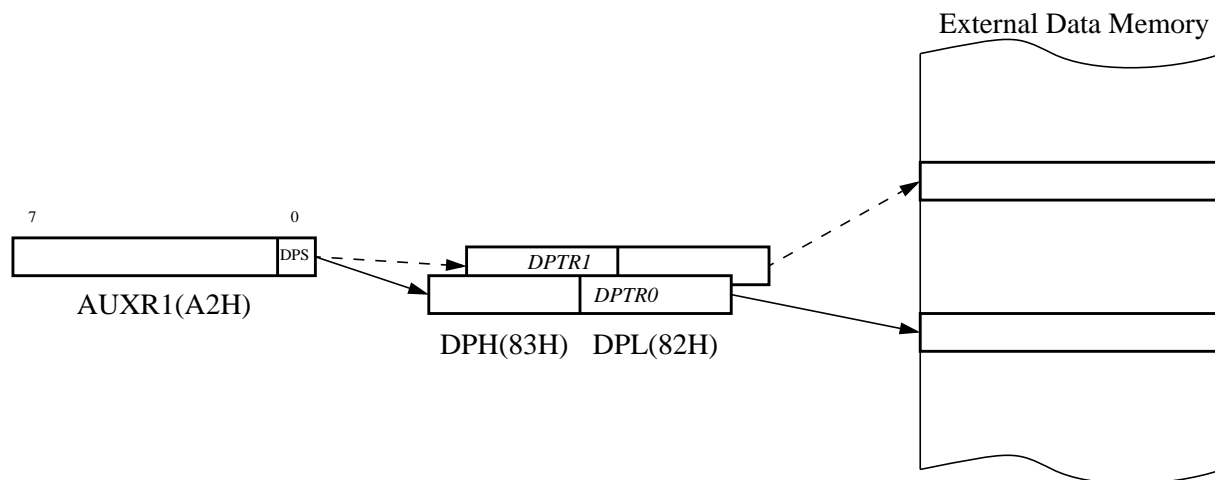 External Data Memory
7 0
DPS
DPTR1
DPTR0
AUXR1(A2H)
DPH(83H) DPL(82H)